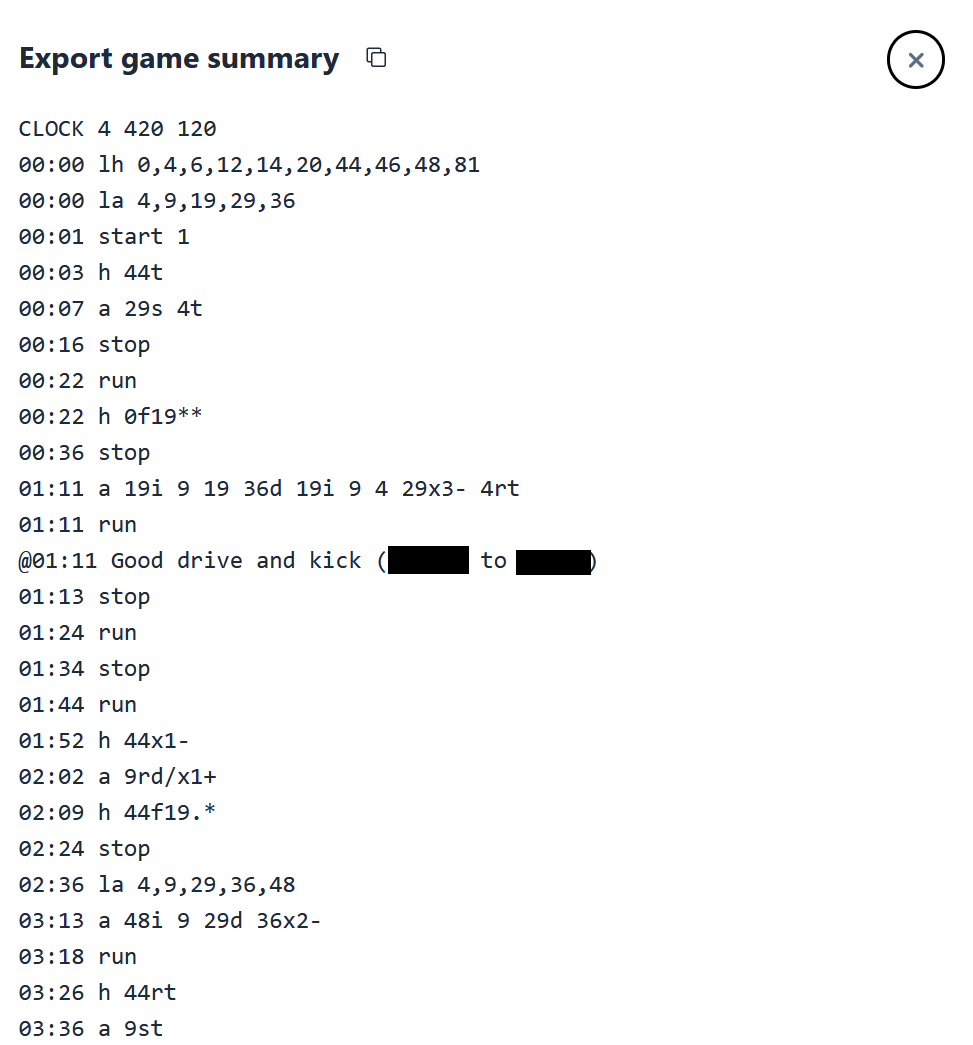 Export game summary
CLOCK 4 420 120
00:00 lh 0,4,6,12,14,20,44,46,48,81
00:00 la 4,9,19,29,36
00:01 start 1
00:03 h 44t
00:07 a 29s 4t
00:16 stop
00:22 run
00:22 h 0f19**
00:36 stop
01:11 a 19i 9 19 36d 19i 9 4 29x3- 4rt
01:11 run
@01:11 Good drive and kick ( to )
01:13 stop
01:24 run
01:34 stop
01:44 run
01:52 h 44x1-
02:02 a 9rd/x1+
02:09 h 44f19.*
02:24 stop
02:36 la 4,9,29,36,48
03:13 a 48i 9 29d 36x2-
03:18 run
03:26 h 44rt
03:36 a 9st